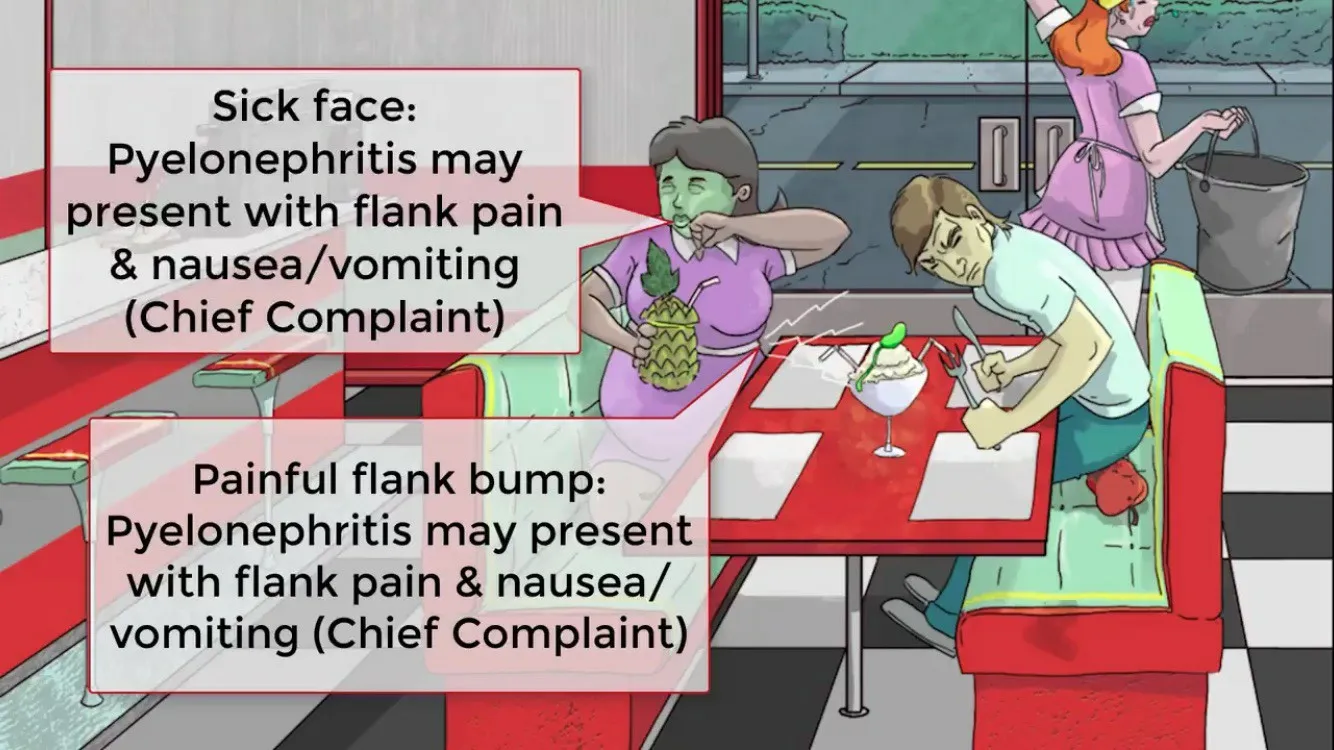 Sick face:
Pyelonephritis may
present with flank pain
& nausea/vomiting
(Chief Complaint)
Painful flank bump:
Pyelonephritis may present
with flank pain & nausea/
vomiting (Chief Complaint)